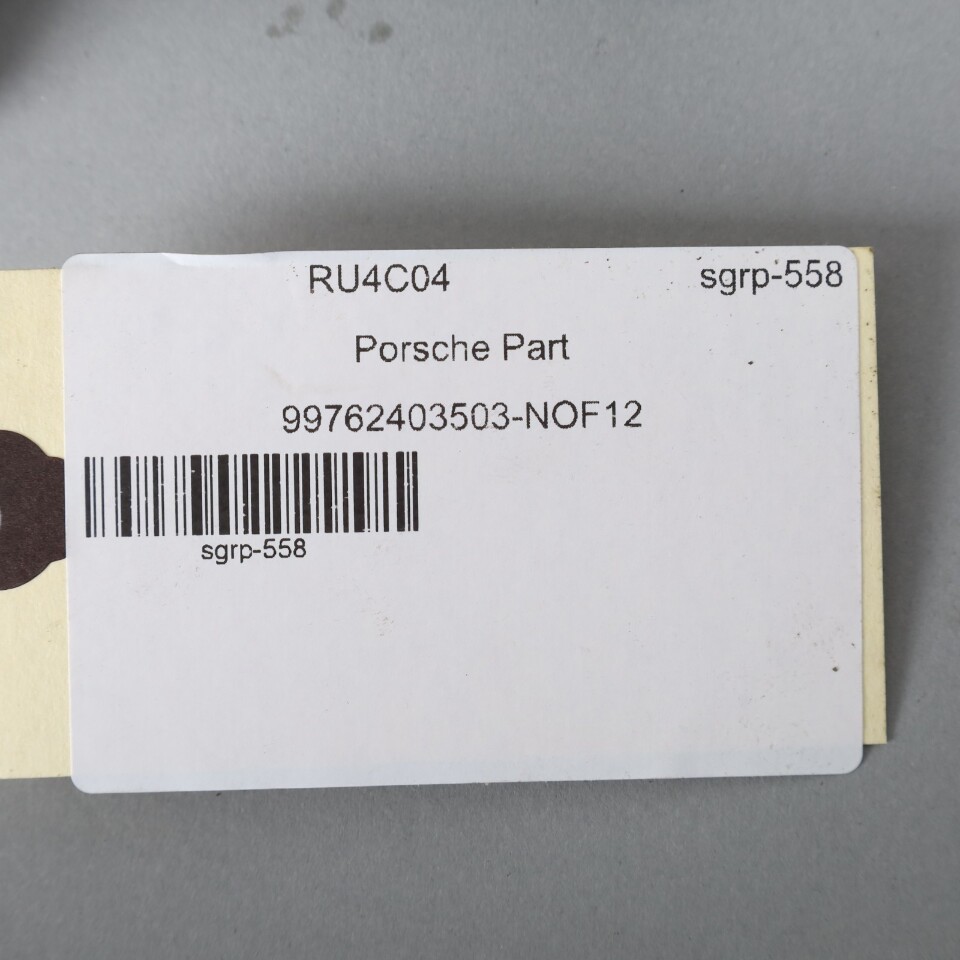 RU4C04 sgrp-558
Porsche Part
99762403503-NOF12
sgrp-558